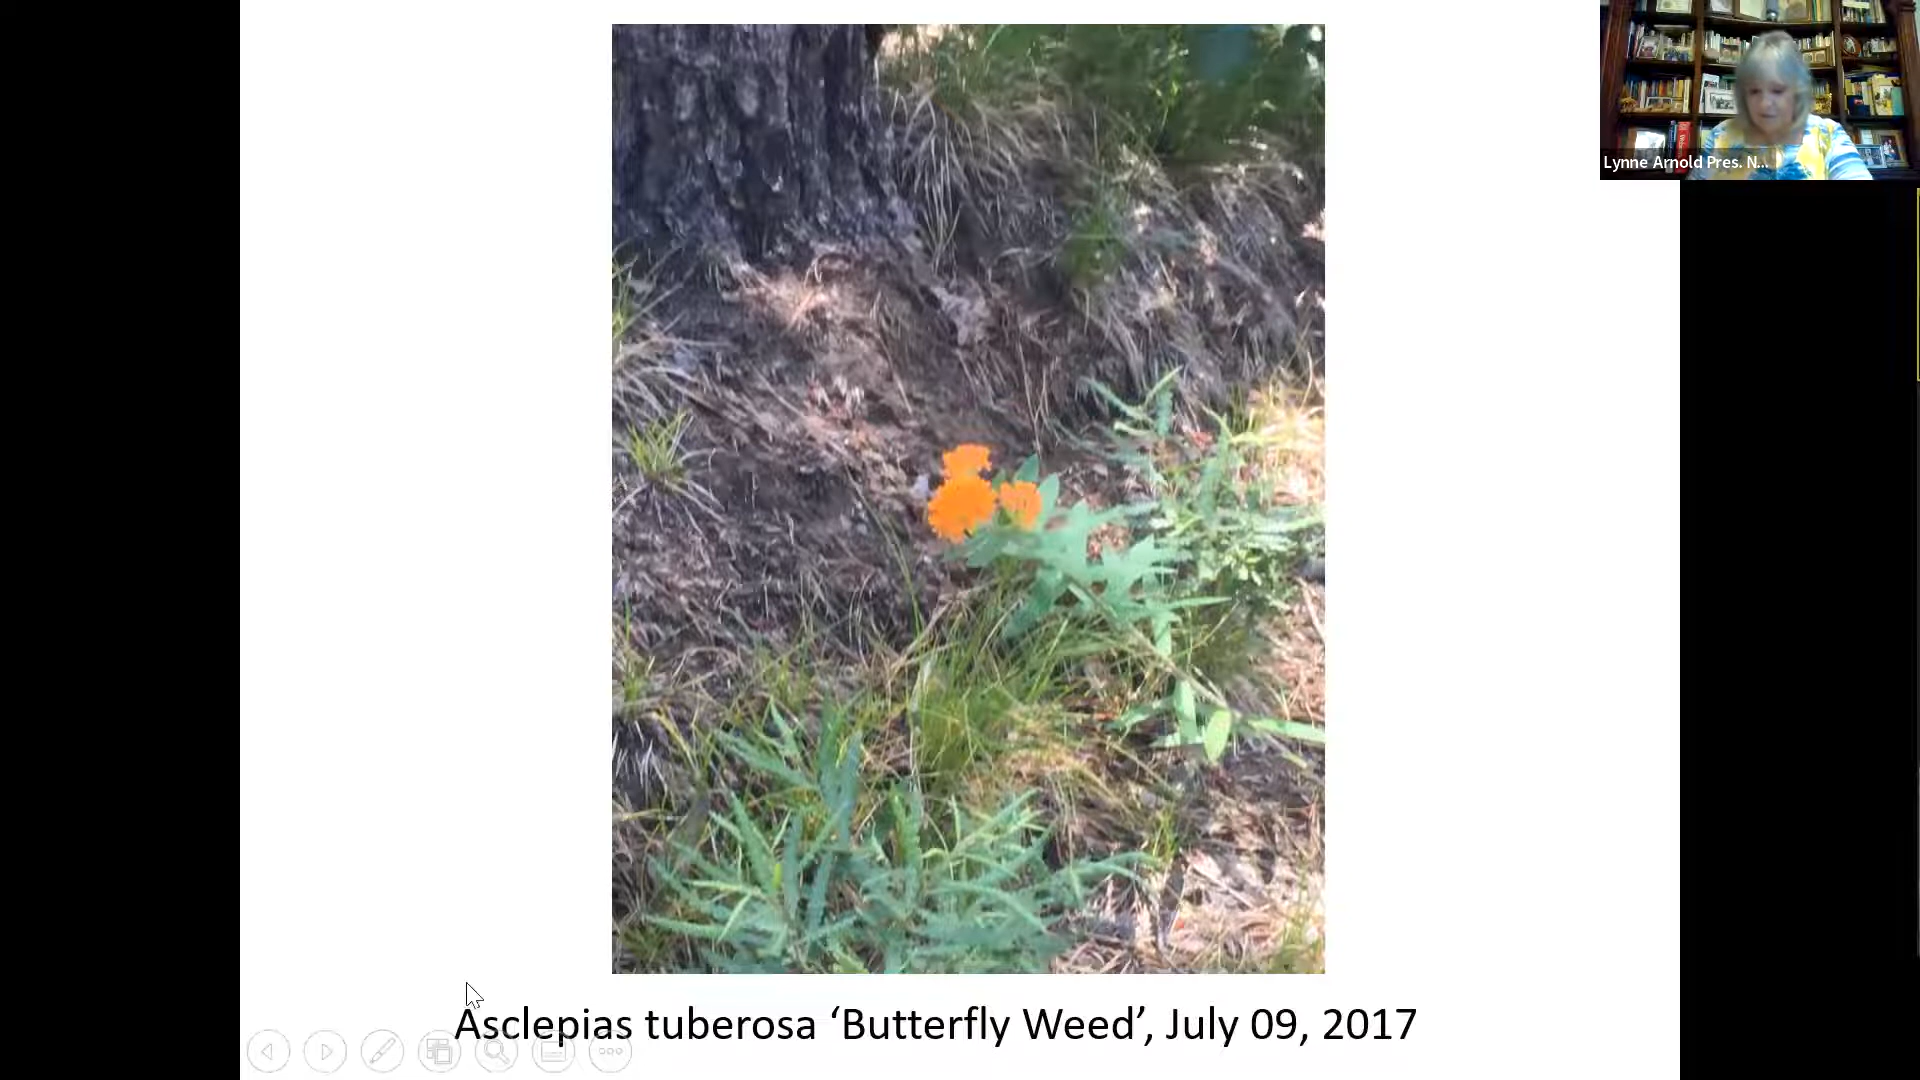 Lynne Arnold Pres. N...
Asclepias tuberosa ‘Butterfly Weed’, July 09, 2017